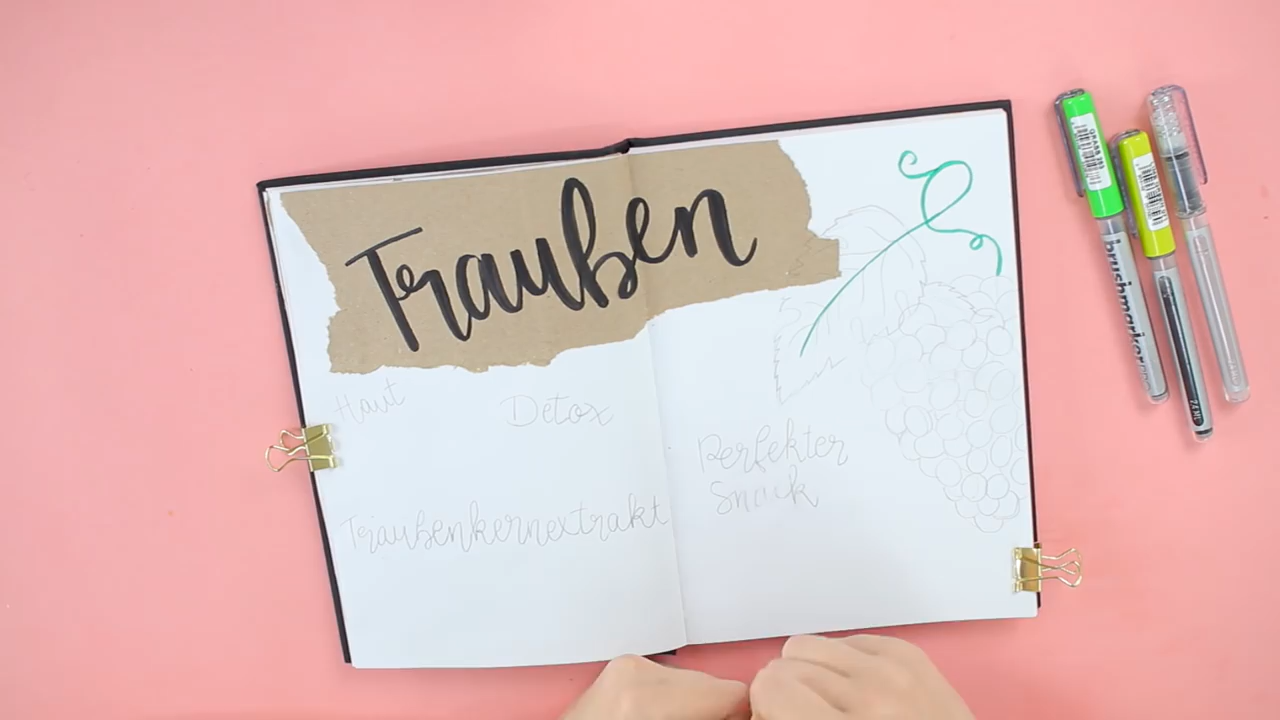 Trauben
Haut
Detox
Perfekter
Snack
Traubenkernextrakt
brushmarker